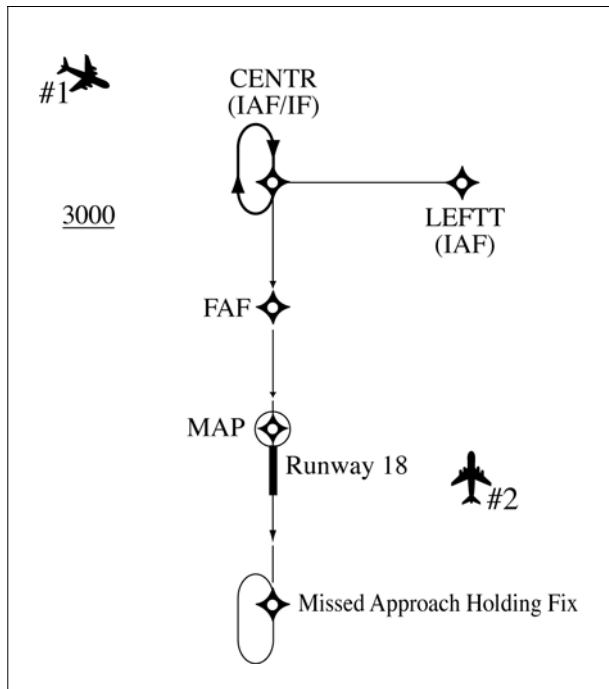 #1
CENTR
(IAF/IF)
3000
LEFTT
(IAF)
FAF
MAP
Runway 18
#2
Missed Approach Holding Fix